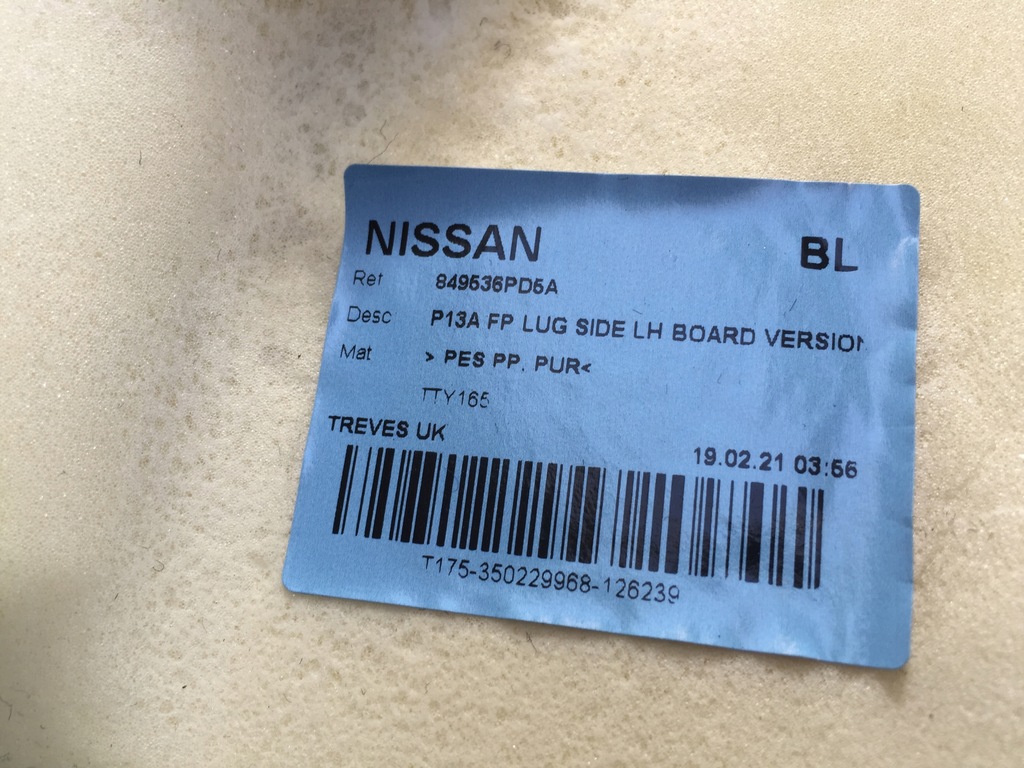 NISSAN BL
Ref 849536PD5A
Desc P13A FP LUG SIDE LH BOARD VERSION
Mat > PES PP. PUR<
TTY165
TREVES UK
19.02.21 03:56
T175-350229968-126239